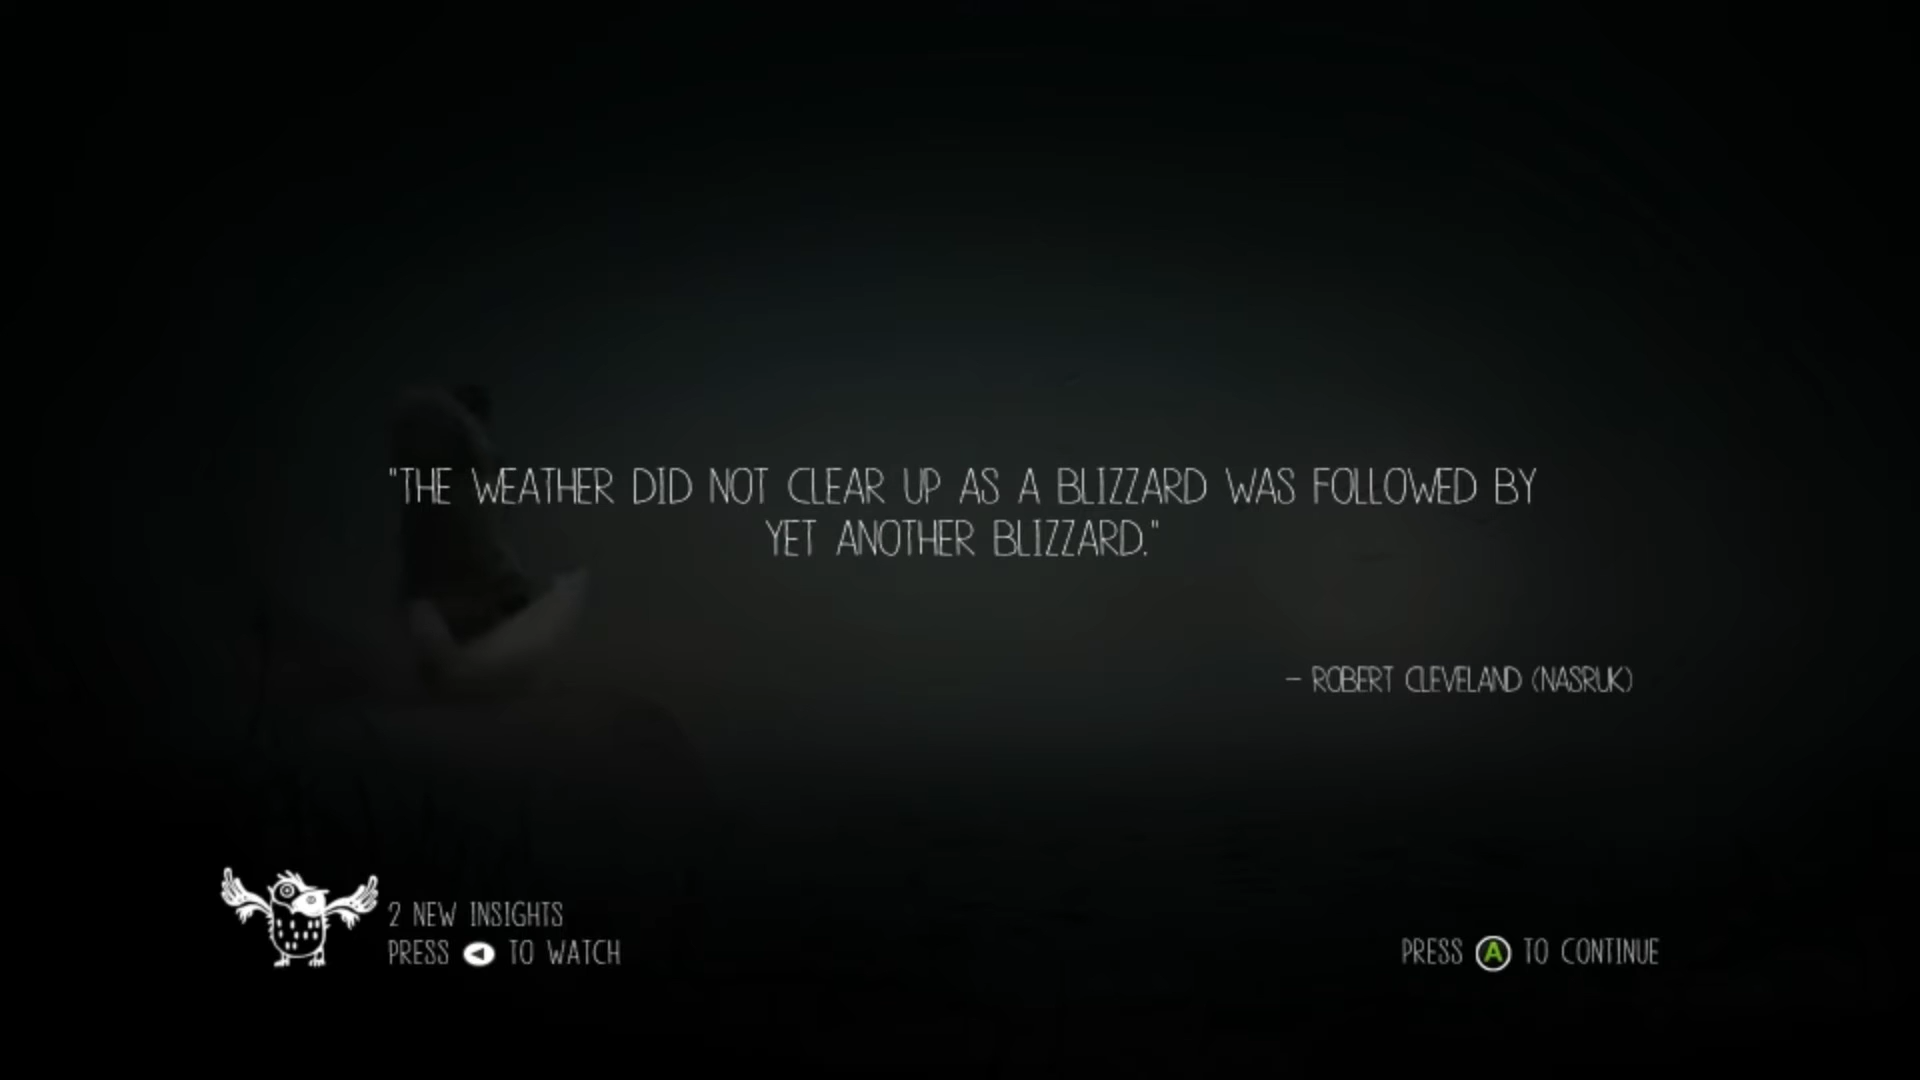 "THE WEATHER DID NOT CLEAR UP AS A BLIZZARD WAS FOLLOWED BY
YET ANOTHER BLIZZARD."
– ROBERT CLEVELAND (NASRUK)
2 NEW INSIGHTS
PRESS ◀ TO WATCH
PRESS A TO CONTINUE